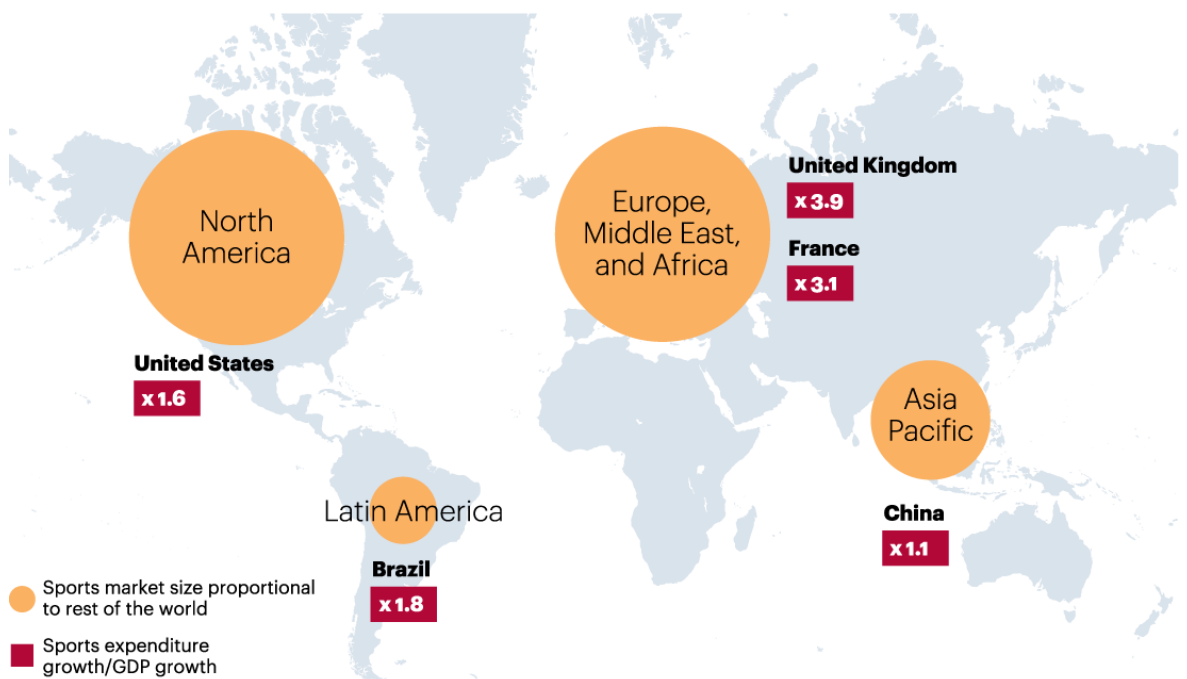 North
America
United States
x 1.6
Latin America
Brazil
x 1.8
Europe,
Middle East,
and Africa
United Kingdom
x 3.9
France
x 3.1
Asia
Pacific
China
x 1.1
Sports market size proportional
to rest of the world
Sports expenditure
growth/GDP growth